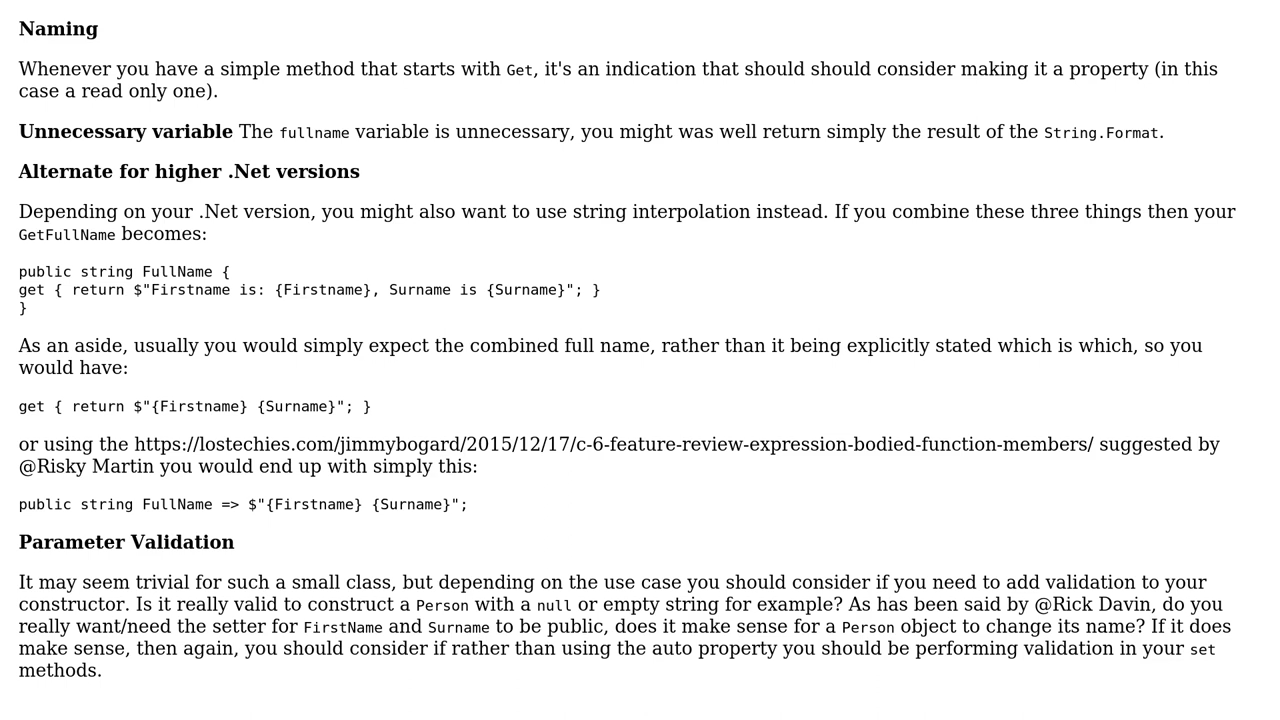 Naming
Whenever you have a simple method that starts with Get, it's an indication that should should consider making it a property (in this
case a read only one).
Unnecessary variable The fullname variable is unnecessary, you might was well return simply the result of the String.Format.
Alternate for higher .Net versions
Depending on your .Net version, you might also want to use string interpolation instead. If you combine these three things then your
GetFullName becomes:
public string FullName {
get { return $"Firstname is: {Firstname}, Surname is {Surname}"; }
}
As an aside, usually you would simply expect the combined full name, rather than it being explicitly stated which is which, so you
would have:
get { return $"{Firstname} {Surname}"; }
or using the https://lostechies.com/jimmybogard/2015/12/17/c-6-feature-review-expression-bodied-function-members/ suggested by
@Risky Martin you would end up with simply this:
public string FullName => $"{Firstname} {Surname}";
Parameter Validation
It may seem trivial for such a small class, but depending on the use case you should consider if you need to add validation to your
constructor. Is it really valid to construct a Person with a null or empty string for example? As has been said by @Rick Davin, do you
really want/need the setter for FirstName and Surname to be public, does it make sense for a Person object to change its name? If it does
make sense, then again, you should consider if rather than using the auto property you should be performing validation in your set
methods.